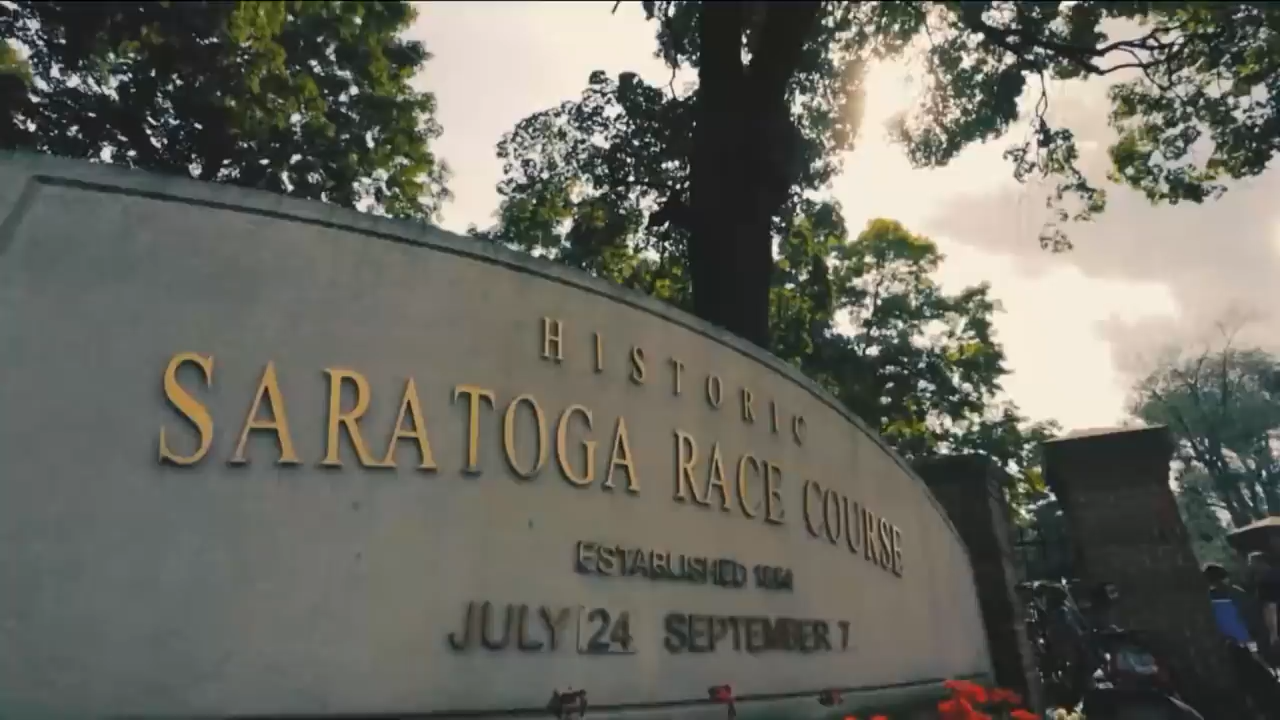 HISTORIC
SARATOGA RACE COURSE
ESTABLISHED 1864
JULY 24 SEPTEMBER 7